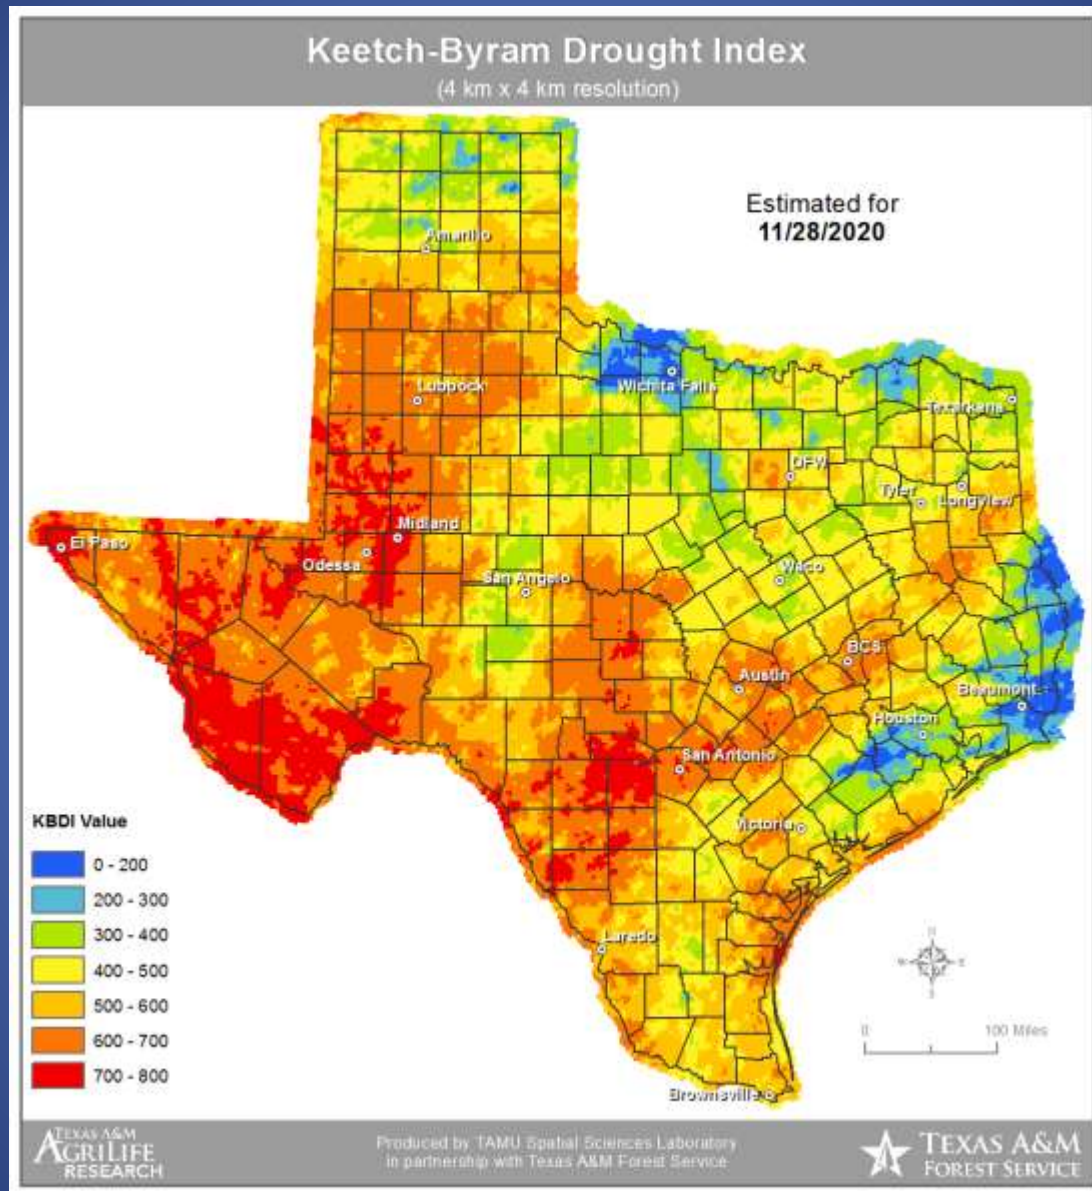 Keetch-Byram Drought Index
(4 km x 4 km resolution)
Estimated for
11/28/2020
Amarillo
Lubbock
Wichita Falls
Texarkana
DFW
Tyler
Longview
Midland
El Paso
Odessa
San Angelo
Waco
BCS
Austin
Beaumont
Houston
San Antonio
Victoria
Laredo
Brownsville
KBDI Value
0 - 200
200 - 300
300 - 400
400 - 500
500 - 600
600 - 700
700 - 800
N
W E
S
0 100 Miles
TEXAS A&M
AGRILIFE
RESEARCH
Produced by TAMU Spatial Sciences Laboratory
in partnership with Texas A&M Forest Service
TEXAS A&M
FOREST SERVICE